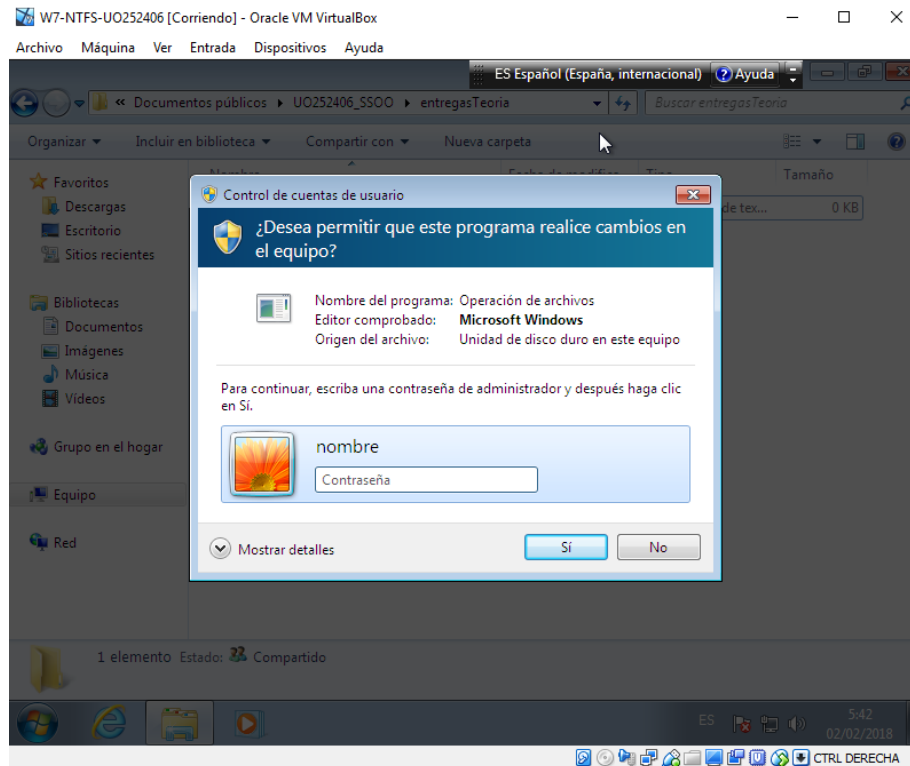 W7-NTFS-UO252406 [Corriendo] - Oracle VM VirtualBox
Archivo Máquina Ver Entrada Dispositivos Ayuda
ES Español (España, internacional) ? Ayuda
« Documentos públicos ▸ UO252406_SSOO ▸ entregasTeoria
Buscar entregasTeoria
Organizar Incluir en biblioteca Compartir con Nueva carpeta
Nombre Fecha de modifica... Tipo Tamaño
de tex... 0 KB
Favoritos
Descargas
Escritorio
Sitios recientes
Bibliotecas
Documentos
Imágenes
Música
Vídeos
Grupo en el hogar
Equipo
Red
Control de cuentas de usuario
¿Desea permitir que este programa realice cambios en
el equipo?
Nombre del programa: Operación de archivos
Editor comprobado: Microsoft Windows
Origen del archivo: Unidad de disco duro en este equipo
Para continuar, escriba una contraseña de administrador y después haga clic
en Sí.
nombre
Contraseña
Mostrar detalles
Sí
No
1 elemento Estado: Compartido
ES
5:42
02/02/2018
CTRL DERECHA